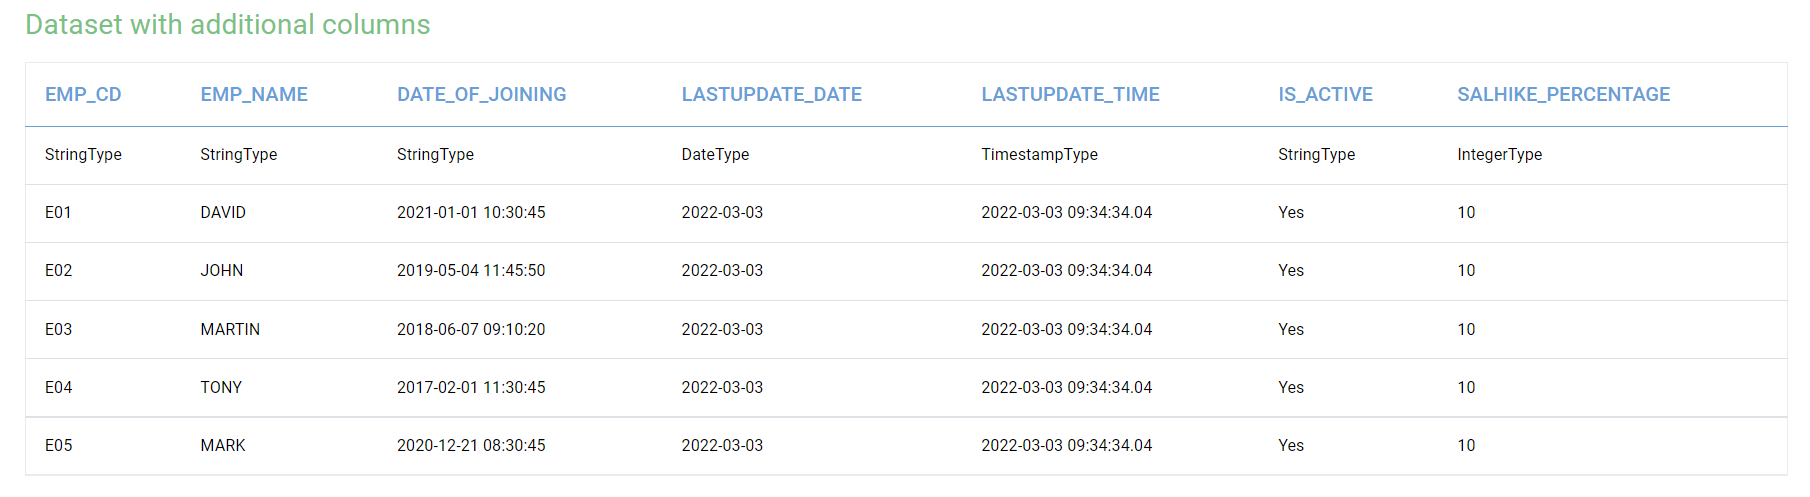 Dataset with additional columns
EMP_CD EMP_NAME DATE_OF_JOINING LASTUPDATE_DATE LASTUPDATE_TIME IS_ACTIVE SALHIKE_PERCENTAGE
StringType StringType StringType DateType TimestampType StringType IntegerType
E01 DAVID 2021-01-01 10:30:45 2022-03-03 2022-03-03 09:34:34.04 Yes 10
E02 JOHN 2019-05-04 11:45:50 2022-03-03 2022-03-03 09:34:34.04 Yes 10
E03 MARTIN 2018-06-07 09:10:20 2022-03-03 2022-03-03 09:34:34.04 Yes 10
E04 TONY 2017-02-01 11:30:45 2022-03-03 2022-03-03 09:34:34.04 Yes 10
E05 MARK 2020-12-21 08:30:45 2022-03-03 2022-03-03 09:34:34.04 Yes 10